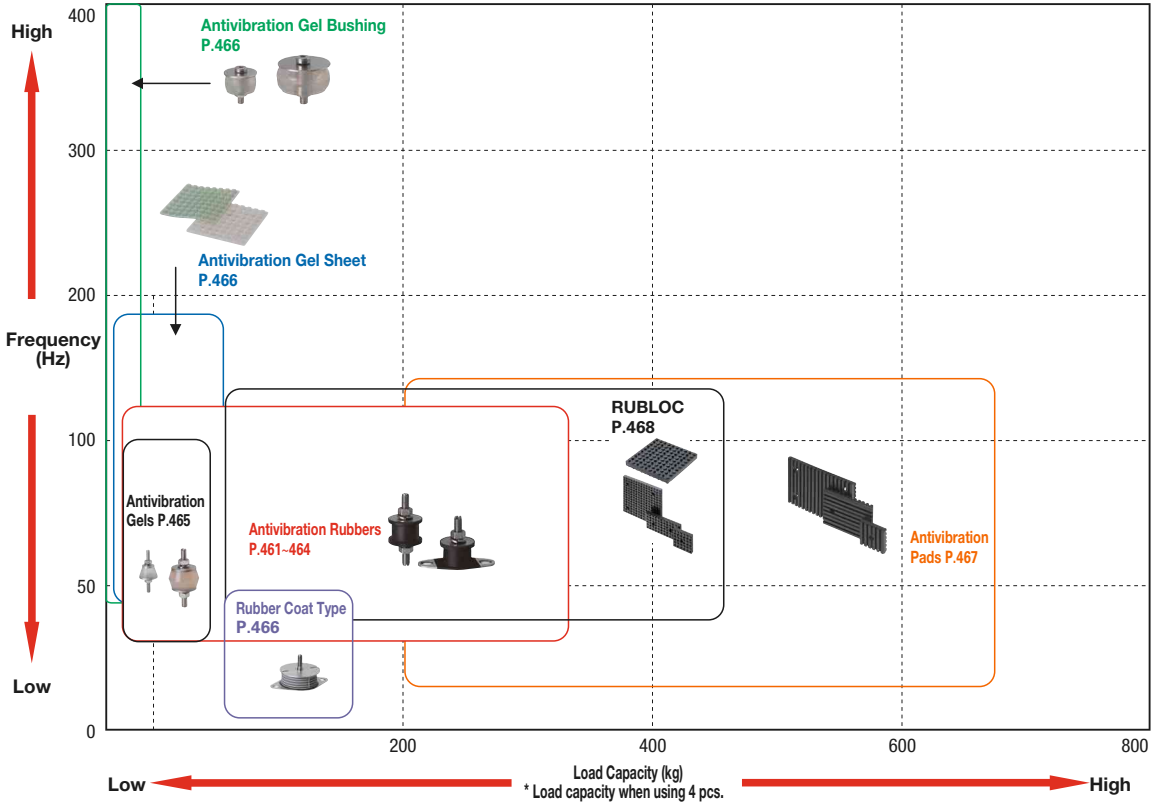 400
High
Antivibration Gel Bushing
P.466
300
Antivibration Gel Sheet
P.466
200
Frequency
(Hz)
RUBLOC
P.468
100
Antivibration
Gels P.465
Antivibration Rubbers
P.461~464
Antivibration
Pads P.467
50
Rubber Coat Type
P.466
Low
0
200
400
600
800
Low
Load Capacity (kg)
* Load capacity when using 4 pcs.
High